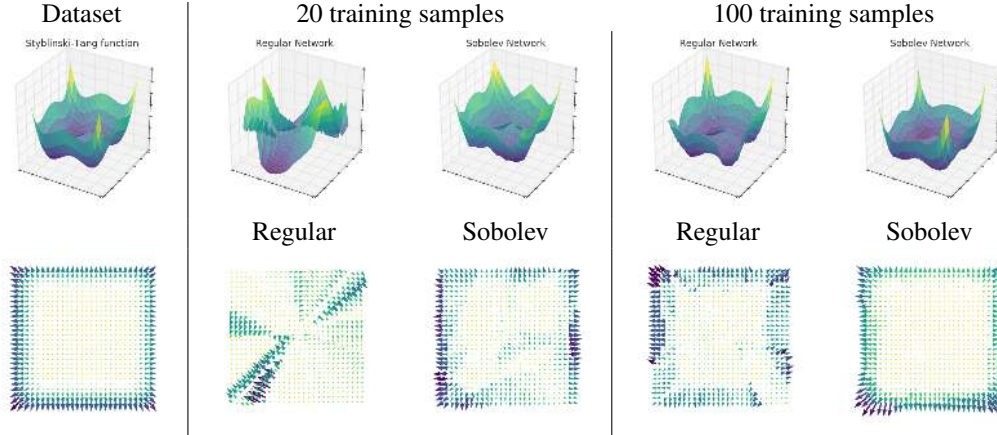 Dataset 20 training samples 100 training samples
Styblinski-Tang function Regular Network Sobolev Network Regular Network Sobolev Network
Regular Sobolev Regular Sobolev